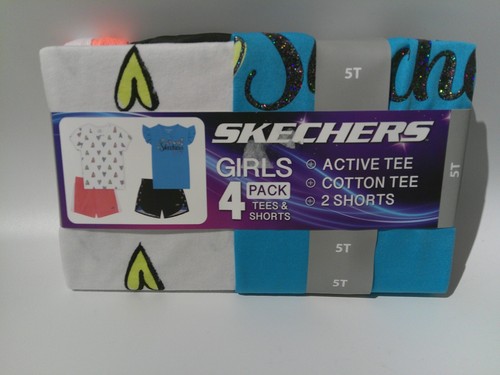 5T
SKECHERS
GIRLS
4 PACK
TEES &
SHORTS
ACTIVE TEE
COTTON TEE
2 SHORTS
5T
5T
5T